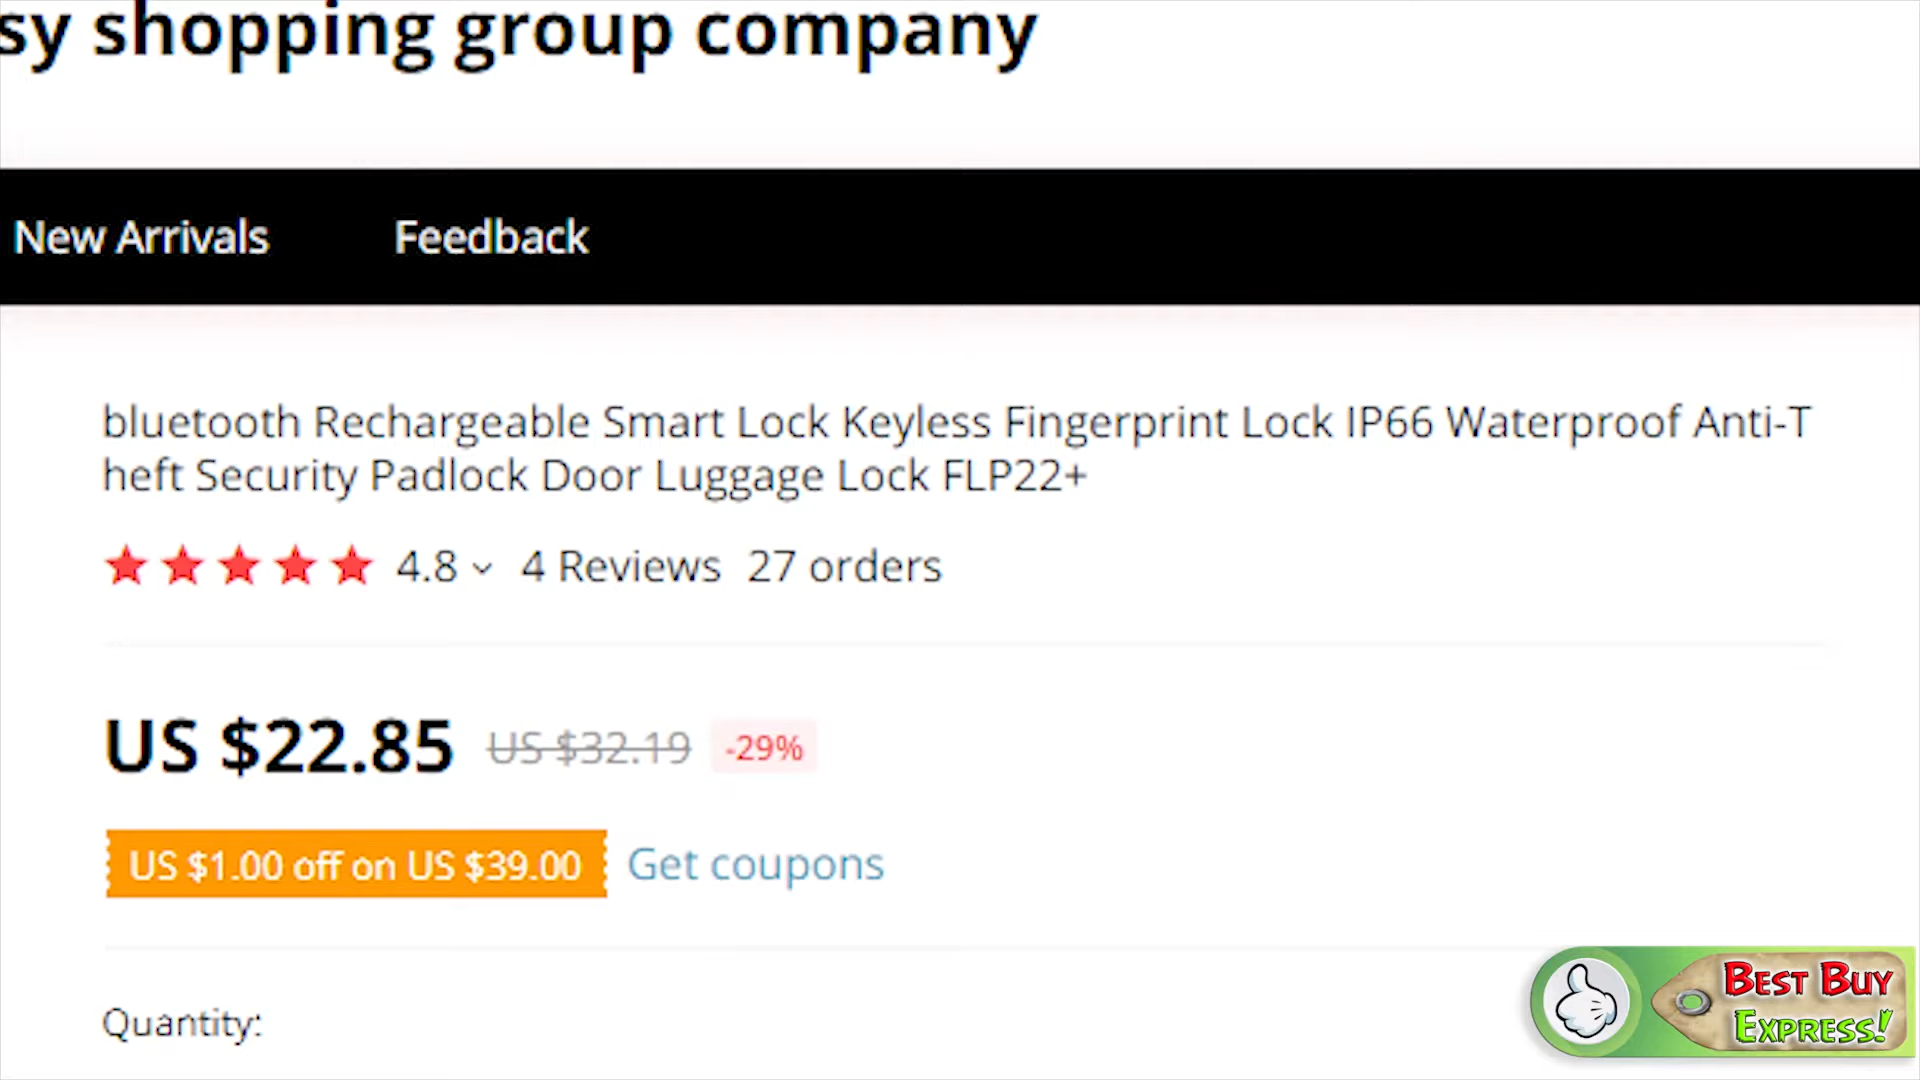 sy shopping group company
New Arrivals Feedback
bluetooth Rechargeable Smart Lock Keyless Fingerprint Lock IP66 Waterproof Anti-T
heft Security Padlock Door Luggage Lock FLP22+
4.8 4 Reviews 27 orders
US $22.85 US $32.19 -29%
US $1.00 off on US $39.00 Get coupons
Quantity:
BEST BUY
EXPRESS!